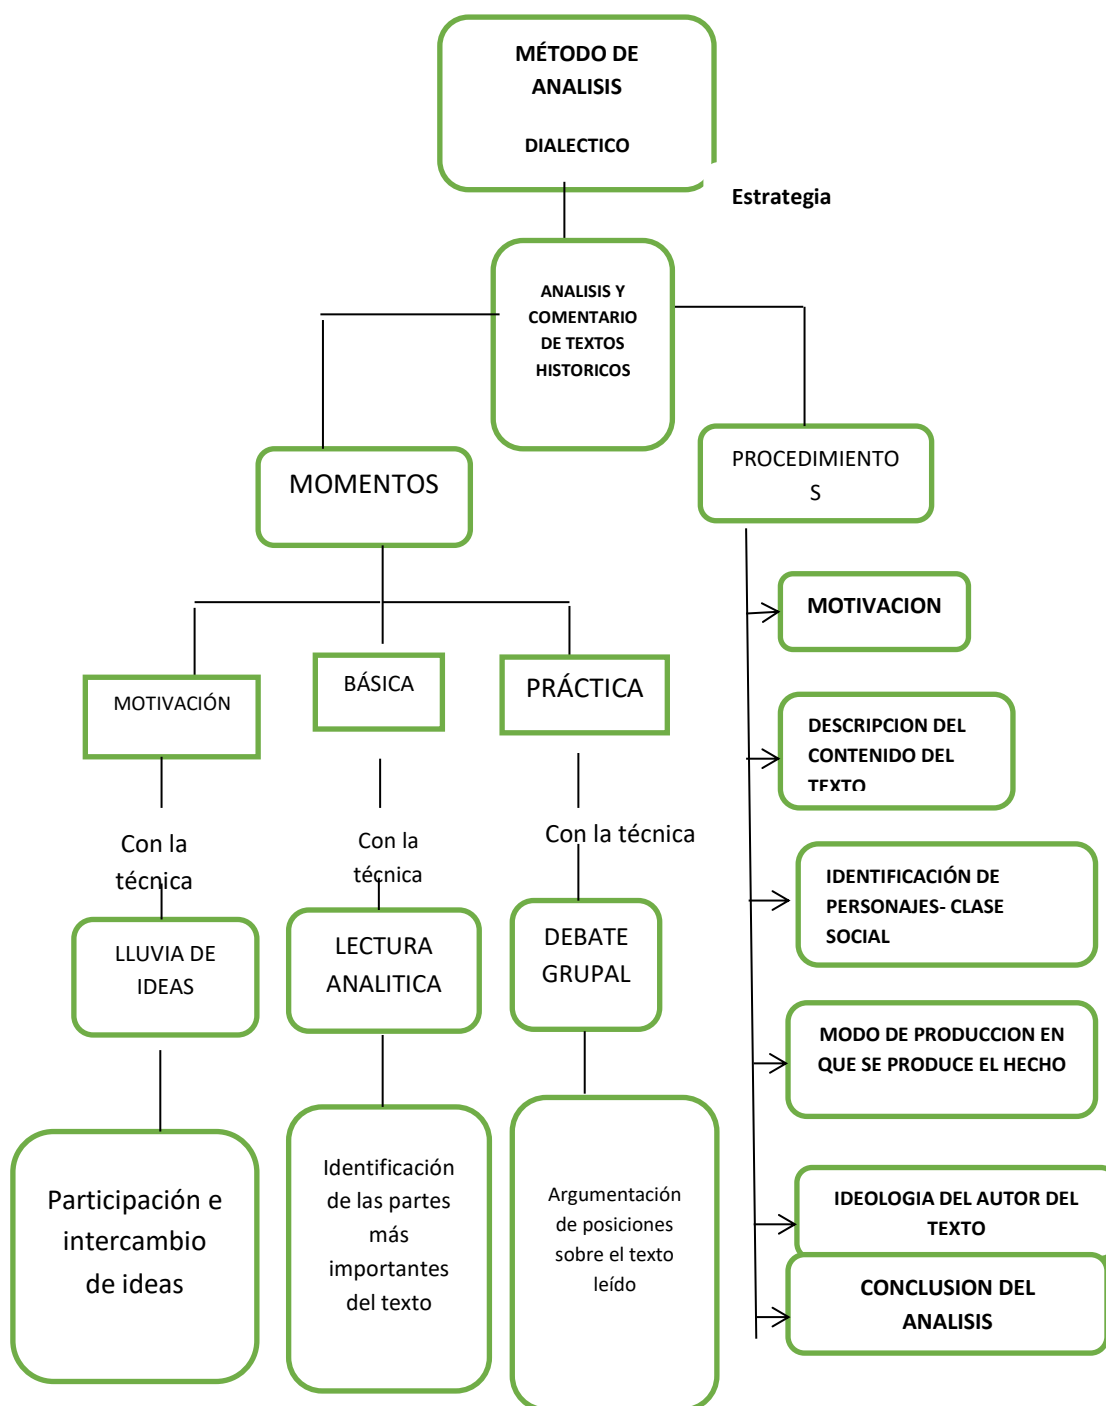 MÉTODO DE
ANALISIS
DIALECTICO
Estrategia
ANALISIS Y
COMENTARIO
DE TEXTOS
HISTORICOS
MOMENTOS
PROCEDIMIENTO
S
MOTIVACIÓN
BÁSICA
PRÁCTICA
Con la
técnica
Con la
técnica
Con la técnica
LLUVIA DE
IDEAS
LECTURA
ANALITICA
DEBATE
GRUPAL
Participación e
intercambio
de ideas
Identificación
de las partes
más
importantes
del texto
Argumentación
de posiciones
sobre el texto
leído
MOTIVACION
DESCRIPCION DEL
CONTENIDO DEL
TEXTO
IDENTIFICACIÓN DE
PERSONAJES- CLASE
SOCIAL
MODO DE PRODUCCION EN
QUE SE PRODUCE EL HECHO
IDEOLOGIA DEL AUTOR DEL
TEXTO
CONCLUSION DEL
ANALISIS